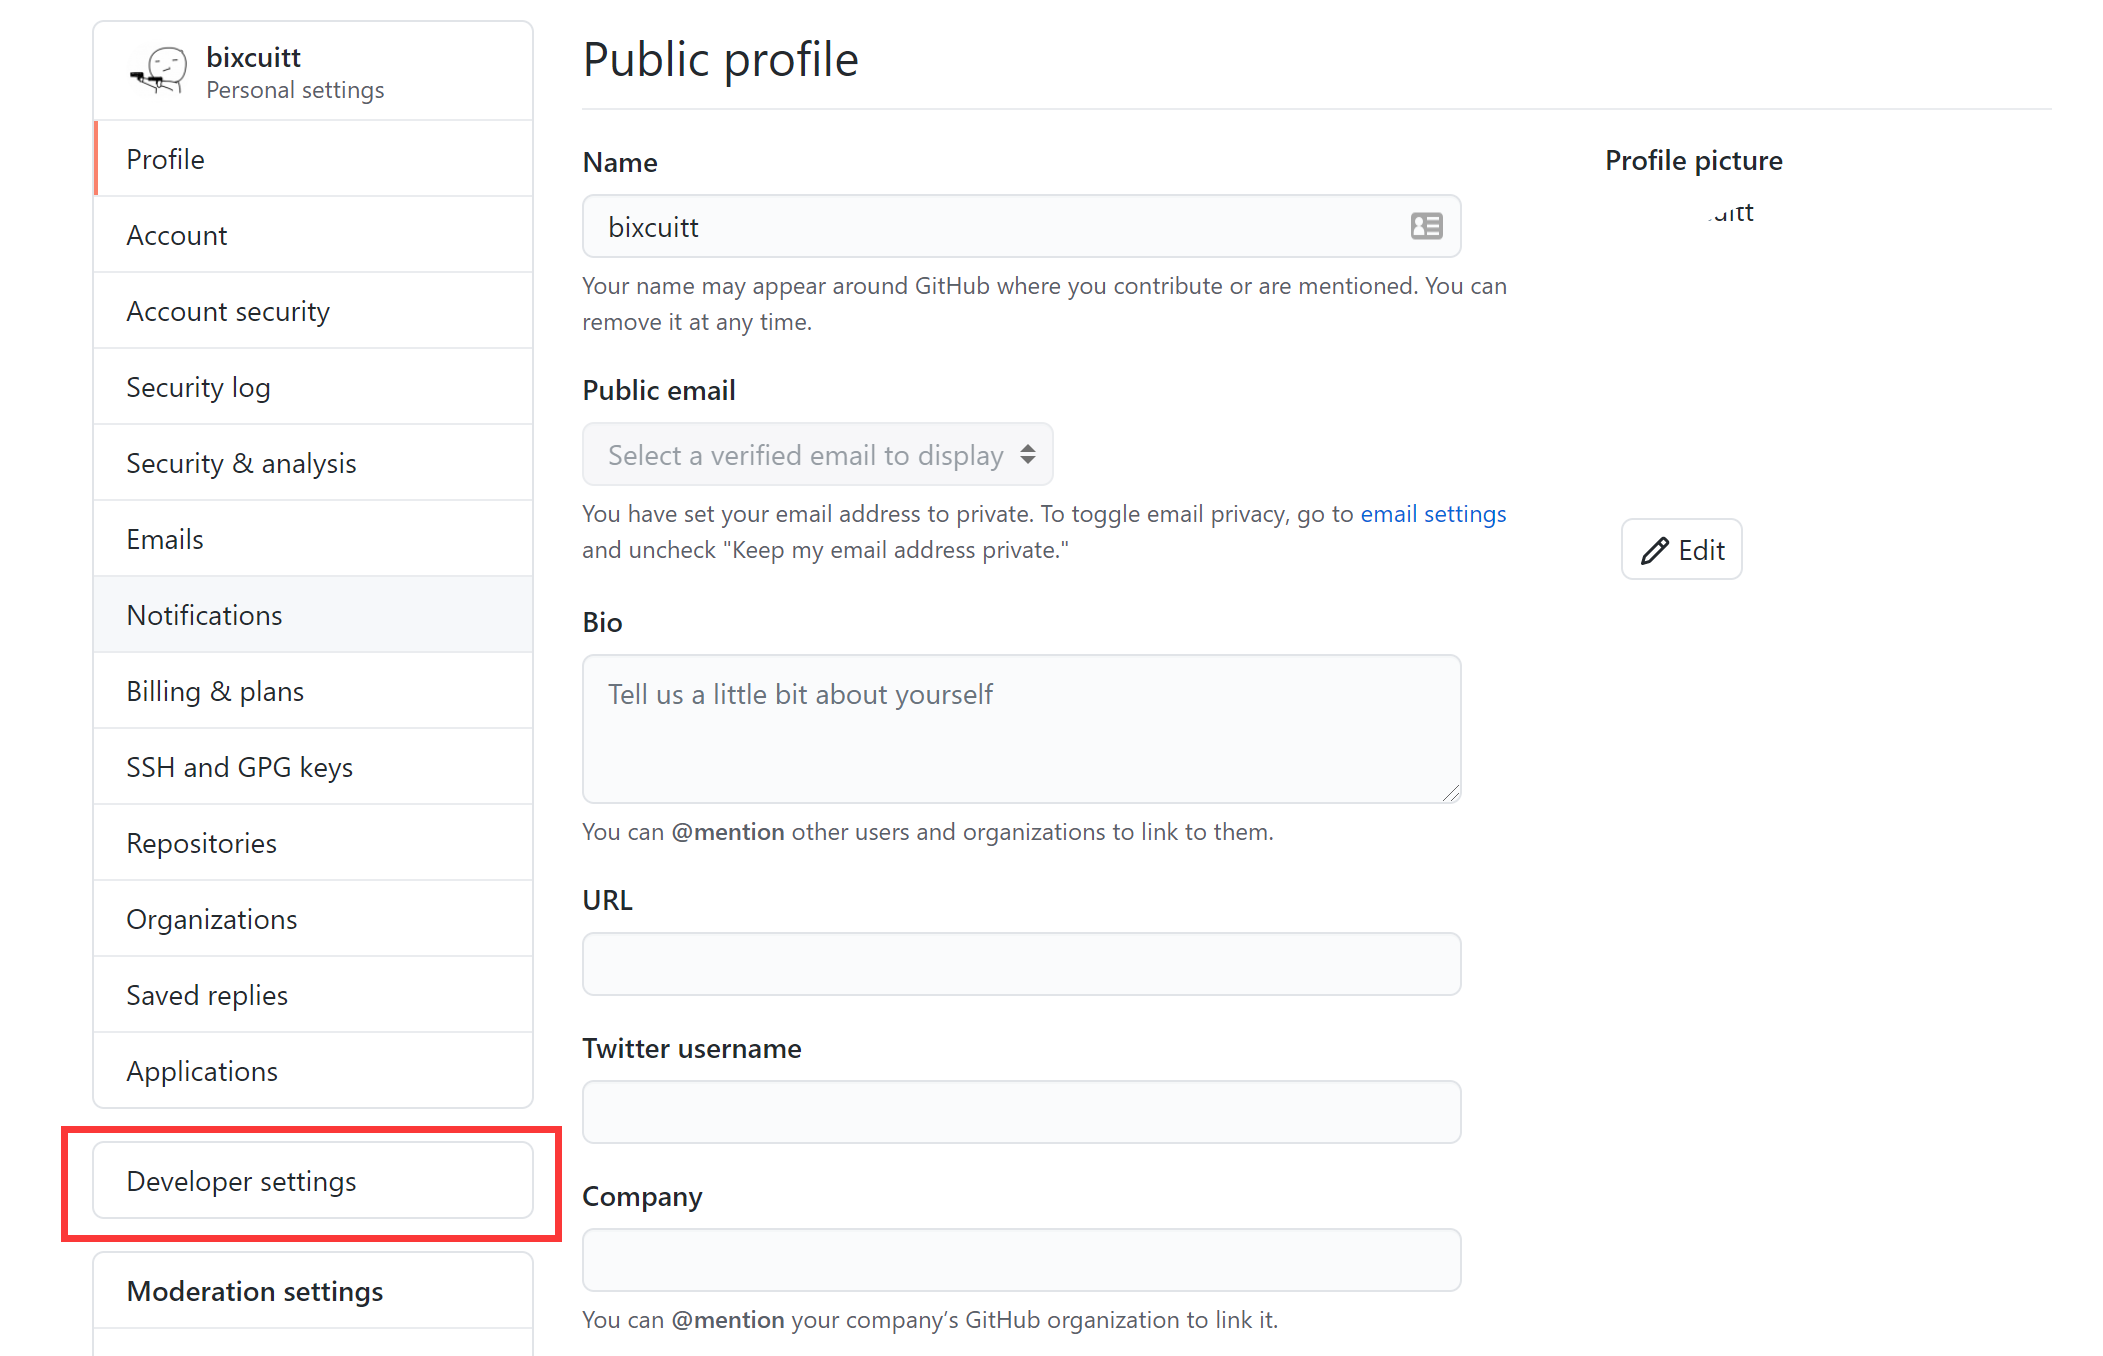 bixcuitt
Personal settings
Profile
Account
Account security
Security log
Security & analysis
Emails
Notifications
Billing & plans
SSH and GPG keys
Repositories
Organizations
Saved replies
Applications
Developer settings
Moderation settings
Public profile
Name
bixcuitt
Your name may appear around GitHub where you contribute or are mentioned. You can
remove it at any time.
Public email
Select a verified email to display
You have set your email address to private. To toggle email privacy, go to email settings
and uncheck "Keep my email address private."
Bio
Tell us a little bit about yourself
You can @mention other users and organizations to link to them.
URL
Twitter username
Company
You can @mention your company’s GitHub organization to link it.
Profile picture
Edit